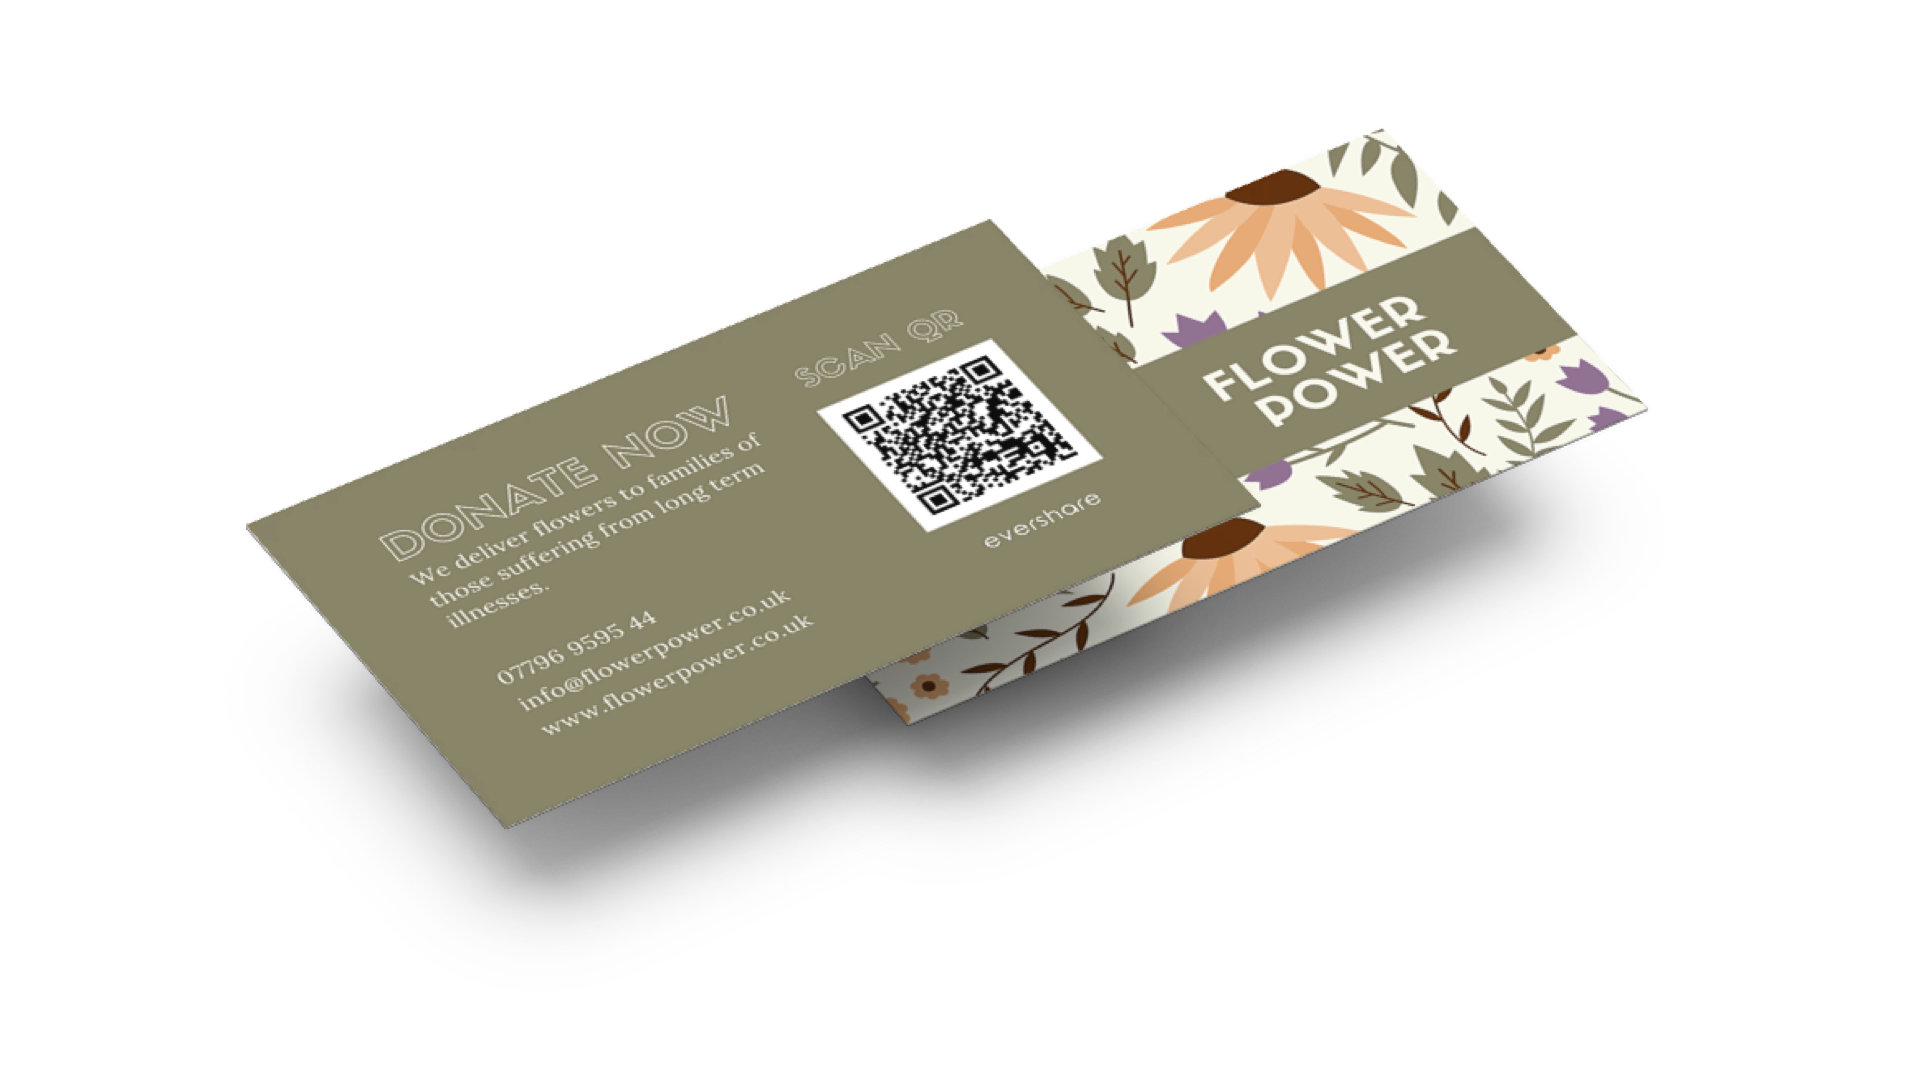 DONATE NOW
We deliver flowers to families of
those suffering from long term
illnesses.
07796 9595 44
info@flowerpower.co.uk
www.flowerpower.co.uk
SCAN QR
evershare
FLOWER
POWER